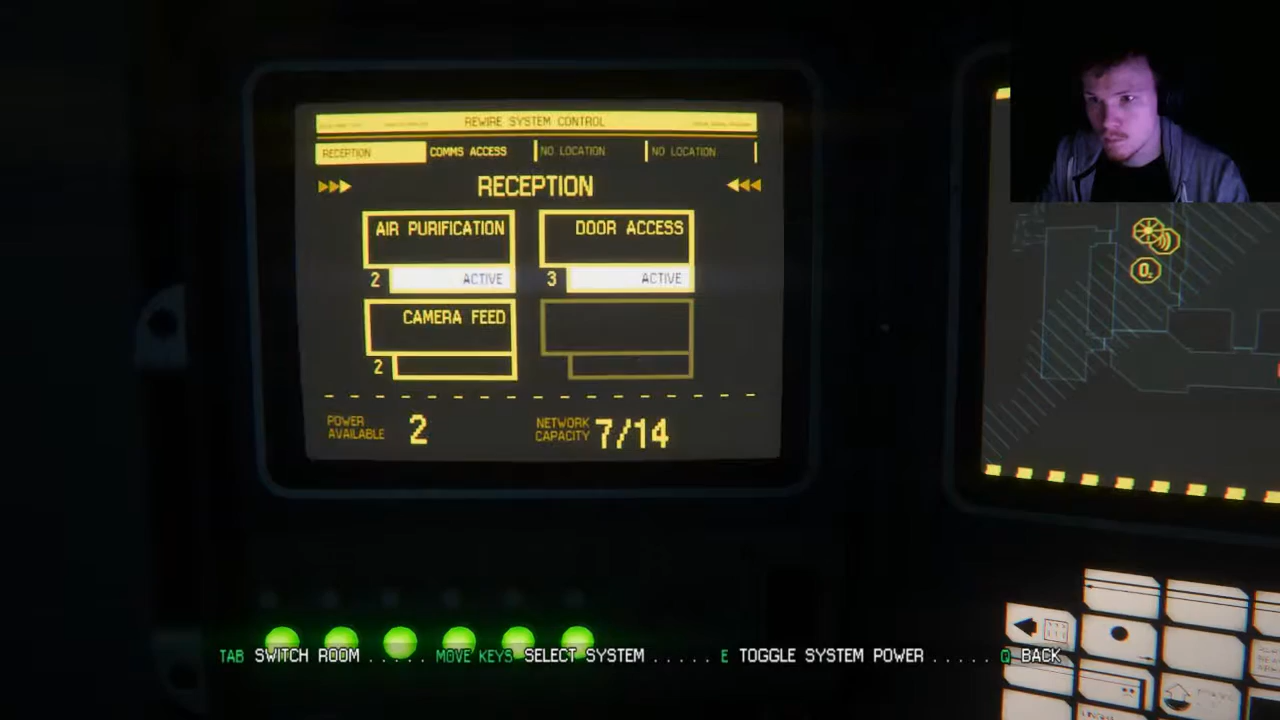 REWIRE SYSTEM CONTROL
RECEPTION COMMS ACCESS NO LOCATION NO LOCATION
RECEPTION
AIR PURIFICATION DOOR ACCESS
2 ACTIVE 3 ACTIVE
CAMERA FEED
2
POWER AVAILABLE 2 NETWORK CAPACITY 7/14
O2
TAB SWITCH ROOM ..... MOVE KEYS SELECT SYSTEM ..... E TOGGLE SYSTEM POWER ..... Q BACK